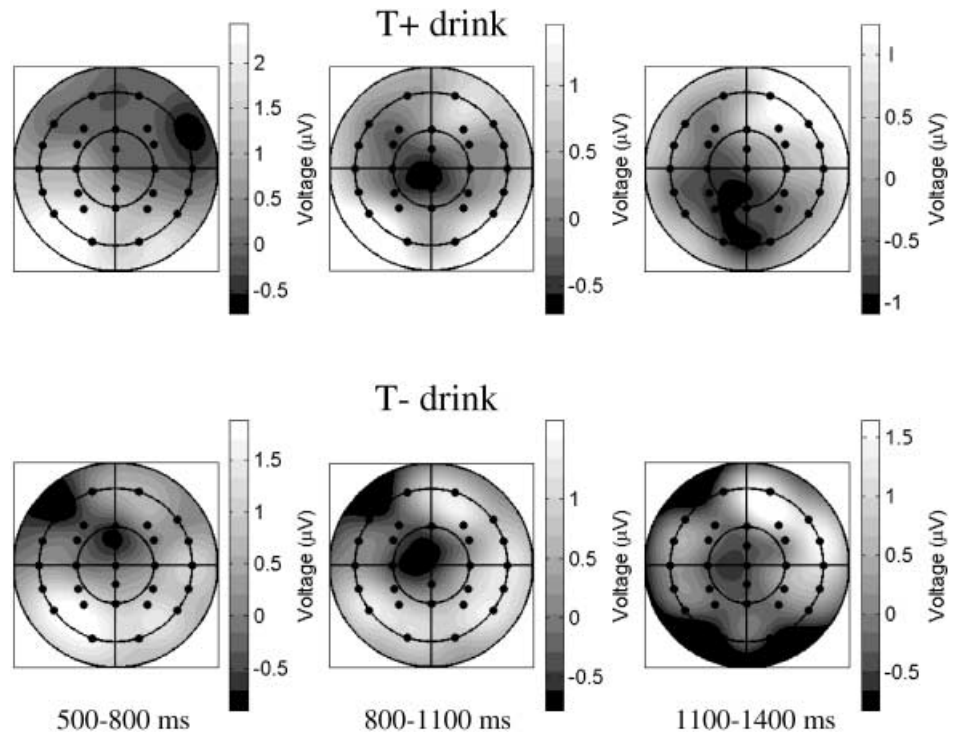 T+ drink
2
1.5
1
0.5
0
-0.5
Voltage (µV)
1
0.5
0
-0.5
Voltage (µV)
1
0.5
0
-0.5
-1
Voltage (µV)
T- drink
1.5
1
0.5
0
-0.5
Voltage (µV)
1
0.5
0
-0.5
Voltage (µV)
1.5
1
0.5
0
-0.5
Voltage (µV)
500-800 ms
800-1100 ms
1100-1400 ms